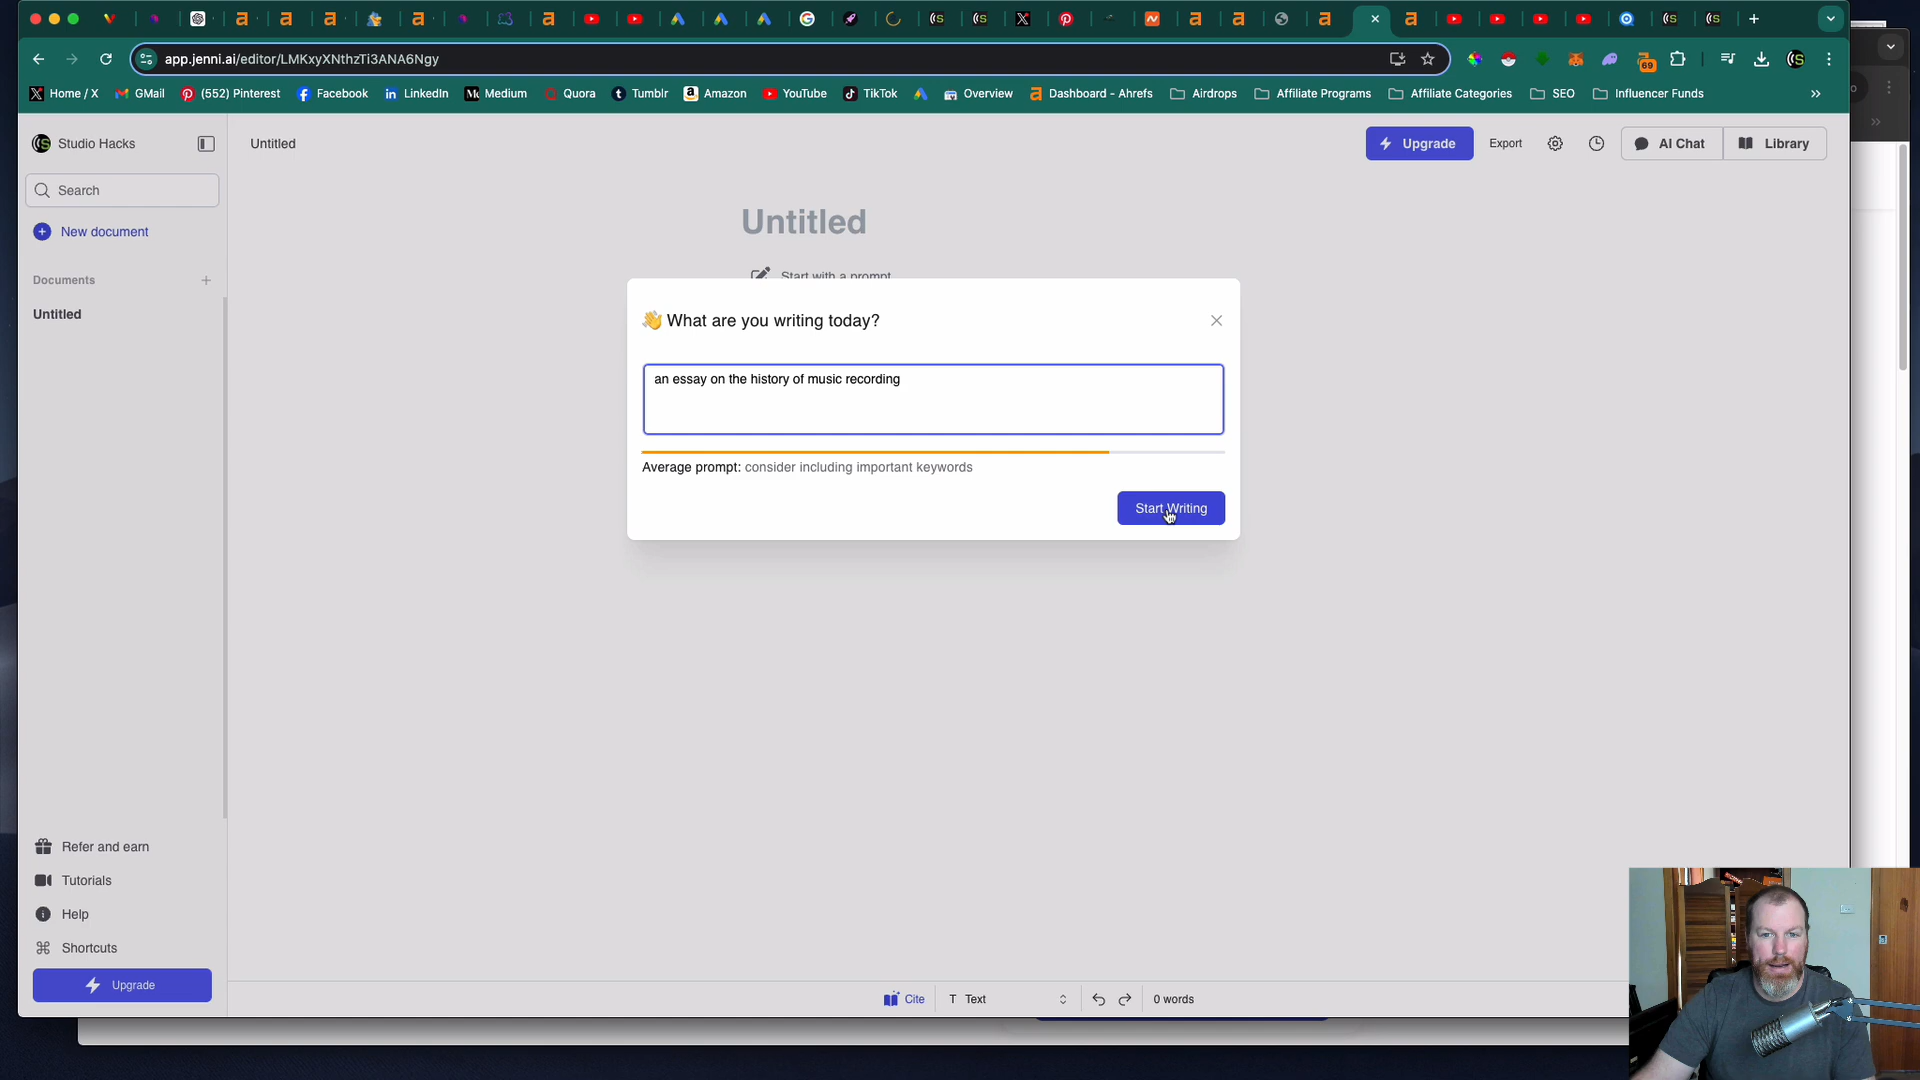 app.jenni.ai/editor/LMKxyXNthzTi3ANA6Ngy
69
Home / X
GMail
(552) Pinterest
Facebook
LinkedIn
Medium
Quora
Tumblr
Amazon
YouTube
TikTok
Overview
Dashboard - Ahrefs
Airdrops
Affiliate Programs
Affiliate Categories
SEO
Influencer Funds
Studio Hacks
Untitled
Upgrade
Export
AI Chat
Library
Search
New document
Untitled
Documents
Start with a prompt
Untitled
👋 What are you writing today?
an essay on the history of music recording
Average prompt: consider including important keywords
Start Writing
Refer and earn
Tutorials
Help
Shortcuts
Upgrade
Cite
T Text
0 words